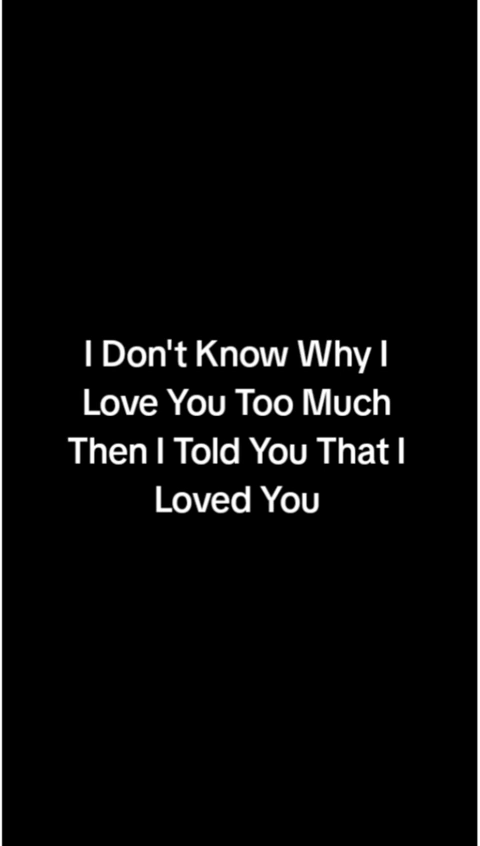 I Don't Know Why I
Love You Too Much
Then I Told You That I
Loved You